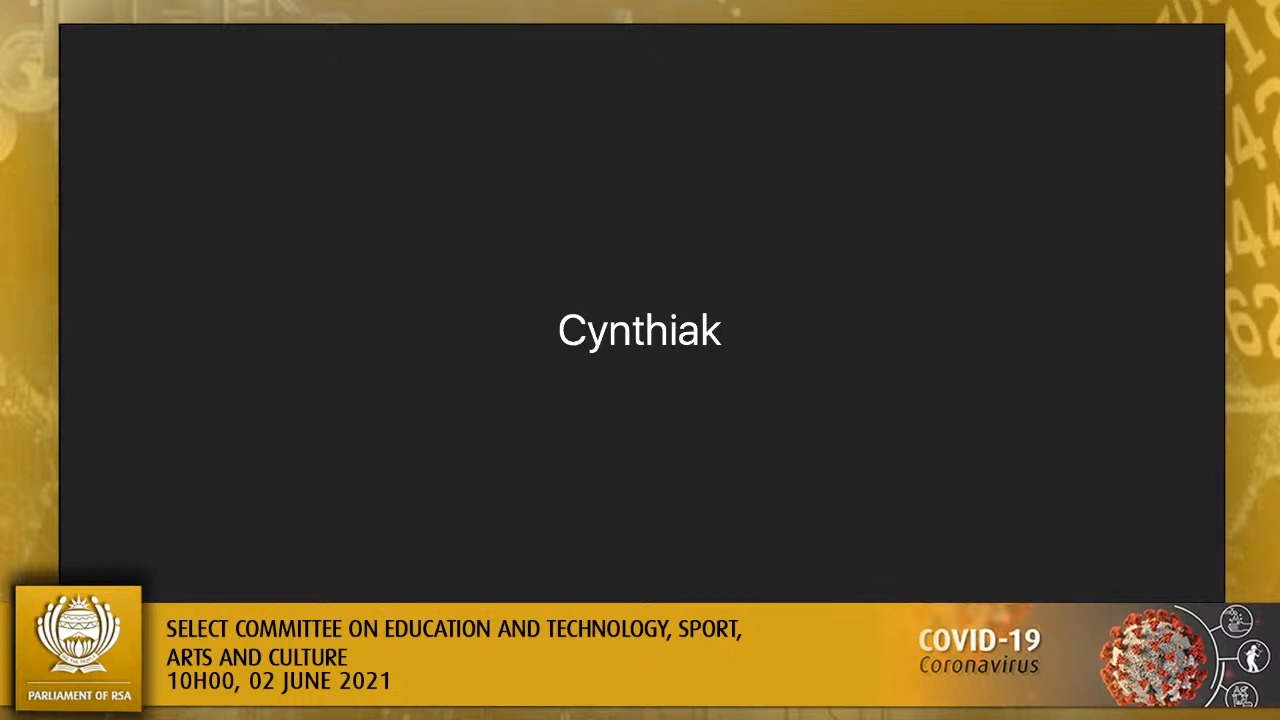 Cynthiak
SELECT COMMITTEE ON EDUCATION AND TECHNOLOGY, SPORT,
ARTS AND CULTURE
10H00, 02 JUNE 2021
PARLIAMENT OF RSA
COVID-19
Coronavirus